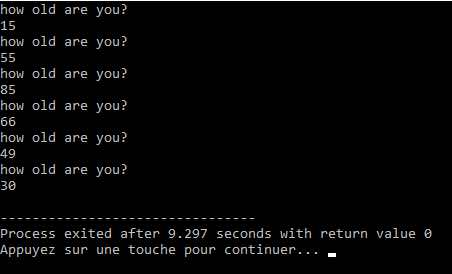 how old are you?
15
how old are you?
55
how old are you?
85
how old are you?
66
how old are you?
49
how old are you?
30
--------------------------------
Process exited after 9.297 seconds with return value 0
Appuyez sur une touche pour continuer...